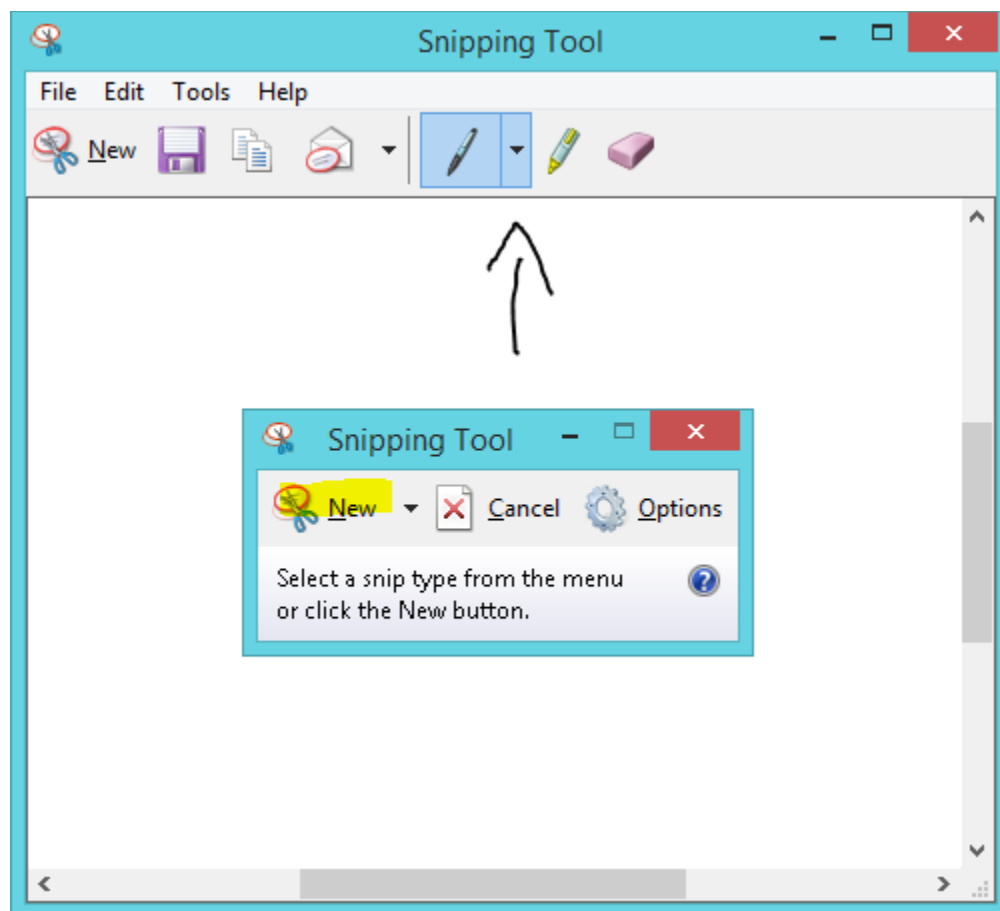 Snipping Tool
File Edit Tools Help
New
Snipping Tool
New Cancel Options
Select a snip type from the menu
or click the New button.